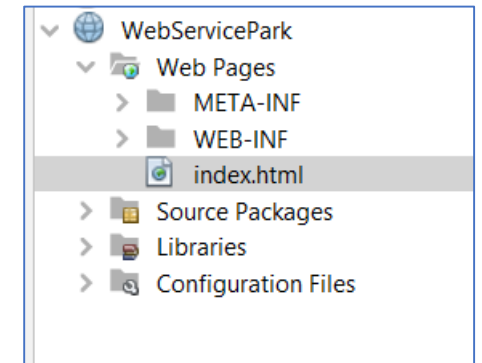 WebServicePark
Web Pages
META-INF
WEB-INF
index.html
Source Packages
Libraries
Configuration Files